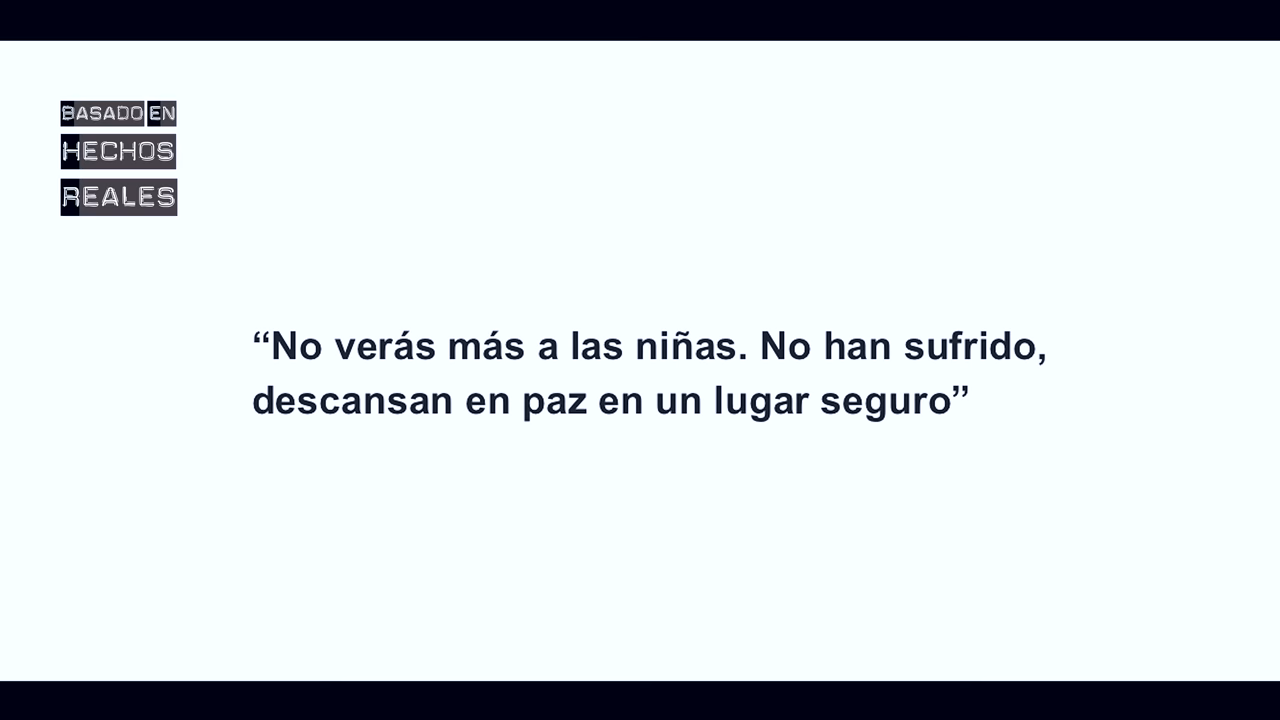 BASADO EN
HECHOS
REALES
“No verás más a las niñas. No han sufrido,
descansan en paz en un lugar seguro”